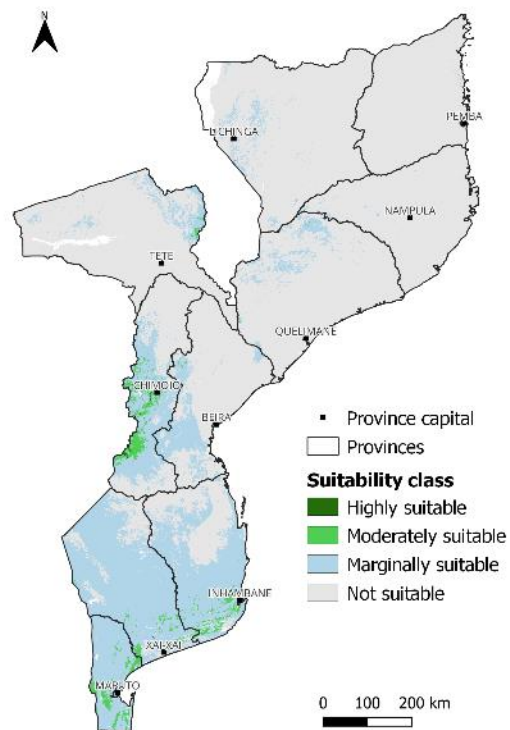 N
LICHINGA
PEMBA
NAMPULA
TETE
QUELIMANE
CHIMOIO
BEIRA
Province capital
Provinces
Suitability class
Highly suitable
Moderately suitable
Marginally suitable
Not suitable
INHAMBANE
XAI-XAI
MAPUTO
0 100 200 km